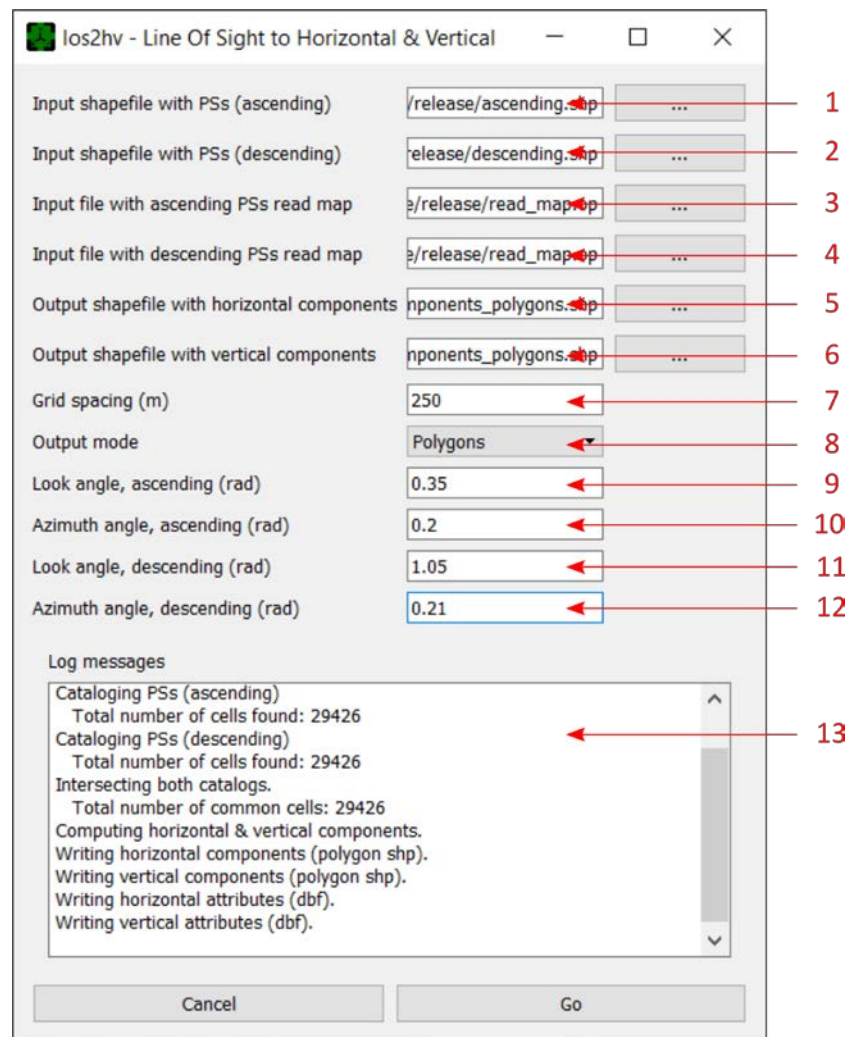 los2hv - Line Of Sight to Horizontal & Vertical
Input shapefile with PSs (ascending) /release/ascending.shp ... 1
Input shapefile with PSs (descending) release/descending.shp ... 2
Input file with ascending PSs read map e/release/read_map.op ... 3
Input file with descending PSs read map e/release/read_map.op ... 4
Output shapefile with horizontal components mponents_polygons.shp ... 5
Output shapefile with vertical components mponents_polygons.shp ... 6
Grid spacing (m) 250 7
Output mode Polygons 8
Look angle, ascending (rad) 0.35 9
Azimuth angle, ascending (rad) 0.2 10
Look angle, descending (rad) 1.05 11
Azimuth angle, descending (rad) 0.21 12
Log messages
Cataloging PSs (ascending)
Total number of cells found: 29426
Cataloging PSs (descending) 13
Total number of cells found: 29426
Intersecting both catalogs.
Total number of common cells: 29426
Computing horizontal & vertical components.
Writing horizontal components (polygon shp).
Writing vertical components (polygon shp).
Writing horizontal attributes (dbf).
Writing vertical attributes (dbf).
Cancel Go